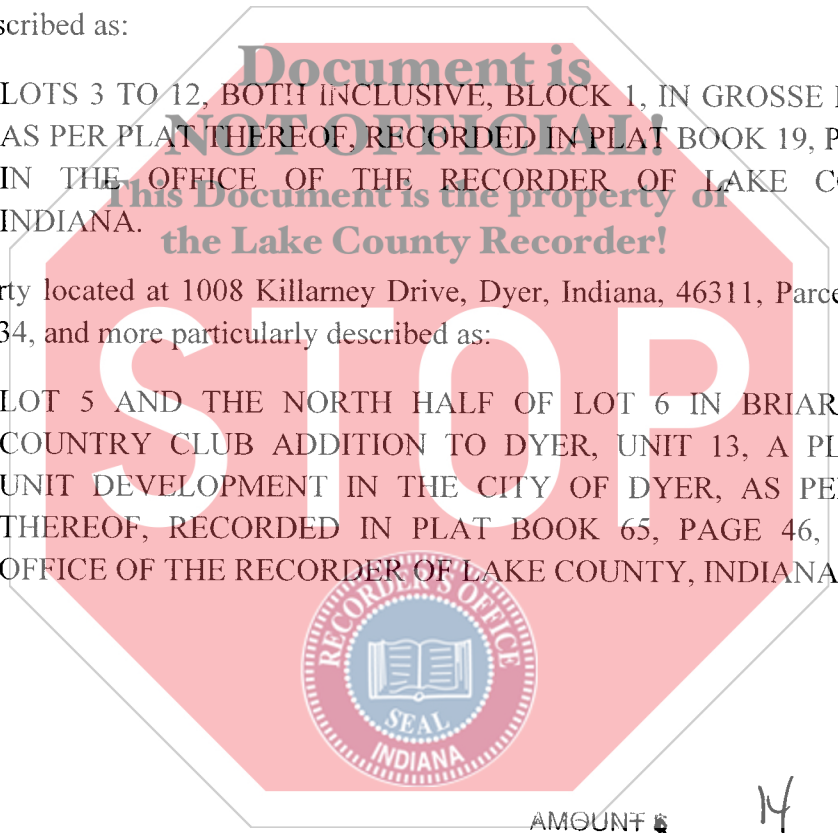 scribed as:
Document is
LOTS 3 TO 12, BOTH INCLUSIVE, BLOCK 1, IN GROSSE
AS PER PLAT THEREOF, RECORDED IN PLAT BOOK 19,
NOT OFFICIAL!
IN THE OFFICE OF THE RECORDER OF LAKE
This Document is the property of
INDIANA.
the Lake County Recorder!
rty located at 1008 Killarney Drive, Dyer, Indiana, 46311, Parce
34, and more particularly described as:
STOP
LOT 5 AND THE NORTH HALF OF LOT 6 IN BRIAR
COUNTRY CLUB ADDITION TO DYER, UNIT 13, A PL
UNIT DEVELOPMENT IN THE CITY OF DYER, AS PE
THEREOF, RECORDED IN PLAT BOOK 65, PAGE 46,
OFFICE OF THE RECORDER OF LAKE COUNTY, INDIANA
RECORDER'S OFFICE
SEAL
INDIANA
AMOUNT $ 14